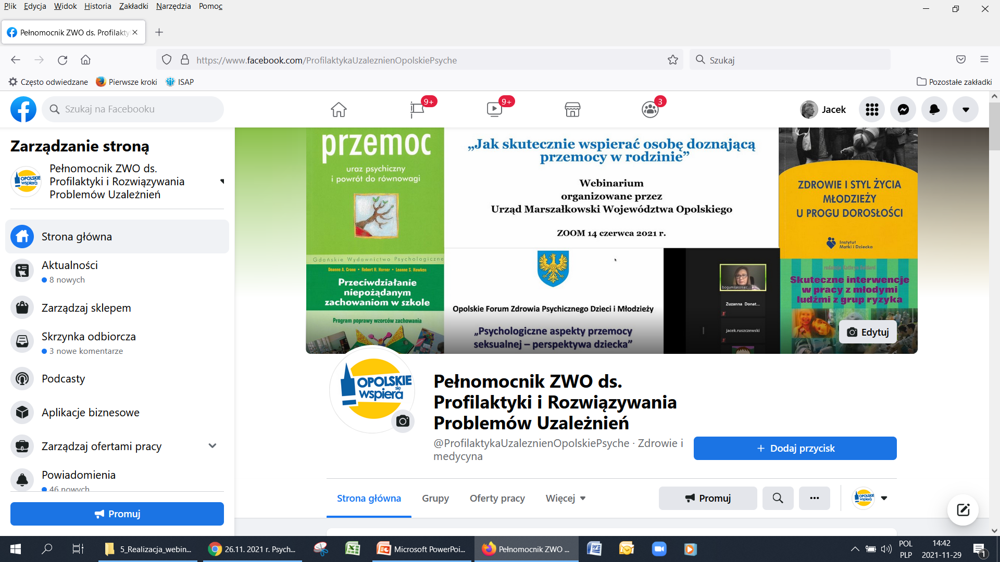 Plik Edycja Widok Historia Zakładki Narzędzia Pomoc
Pełnomocnik ZWO ds. Profilakty
https://www.facebook.com/ProfilaktykaUzaleznienOpolskiePsyche
Szukaj
Często odwiedzane Pierwsze kroki ISAP Pozostałe zakładki
Szukaj na Facebooku
9+
9+
3
Jacek
Zarządzanie stroną
OPOLSKIE
wspiera
Pełnomocnik ZWO ds.
Profilaktyki i Rozwiązywania
Problemów Uzależnień
Strona główna
Aktualności
8 nowych
Zarządzaj sklepem
Skrzynka odbiorcza
3 nowe komentarze
Podcasty
Aplikacje biznesowe
Zarządzaj ofertami pracy
Powiadomienia
46 nowych
Promuj
przemoc
uraz psychiczny
i powrót do równowagi
Gdańskie Wydawnictwo Psychologiczne
Deanne A. Crone • Robert H. Horner • Leanne S. Hawken
Przeciwdziałanie
niepożądanym
zachowaniom w szkole
Program poprawy wzorców zachowania
„Jak skutecznie wspierać osobę doznającą
przemocy w rodzinie”
Webinarium
organizowane przez
Urząd Marszałkowski Województwa Opolskiego
ZOOM 14 czerwca 2021 r.
Opolskie Forum Zdrowia Psychicznego Dzieci i Młodzieży
„Psychologiczne aspekty przemocy
seksualnej – perspektywa dziecka”
bogumilakoniec...
Zuzanna Donat...
jacek.ruszczewski
ZDROWIE I STYL ŻYCIA
MŁODZIEŻY
U PROGU DOROSŁOŚCI
Instytut
Matki i Dziecka
redakcja Kathryn Geldard
Skuteczne interwencje
w pracy z młodymi
ludźmi z grup ryzyka
Edytuj
OPOLSKIE
się
wspiera
Pełnomocnik ZWO ds.
Profilaktyki i Rozwiązywania
Problemów Uzależnień
@ProfilaktykaUzaleznienOpolskiePsyche · Zdrowie i
medycyna
+ Dodaj przycisk
Strona główna Grupy Oferty pracy Więcej
Promuj
OPOLSKIE
wspiera
5_Realizacja_webin...
26.11. 2021 r. Psych...
Microsoft PowerPoi...
Pełnomocnik ZWO ...
POL
PLP
14:42
2021-11-29
1